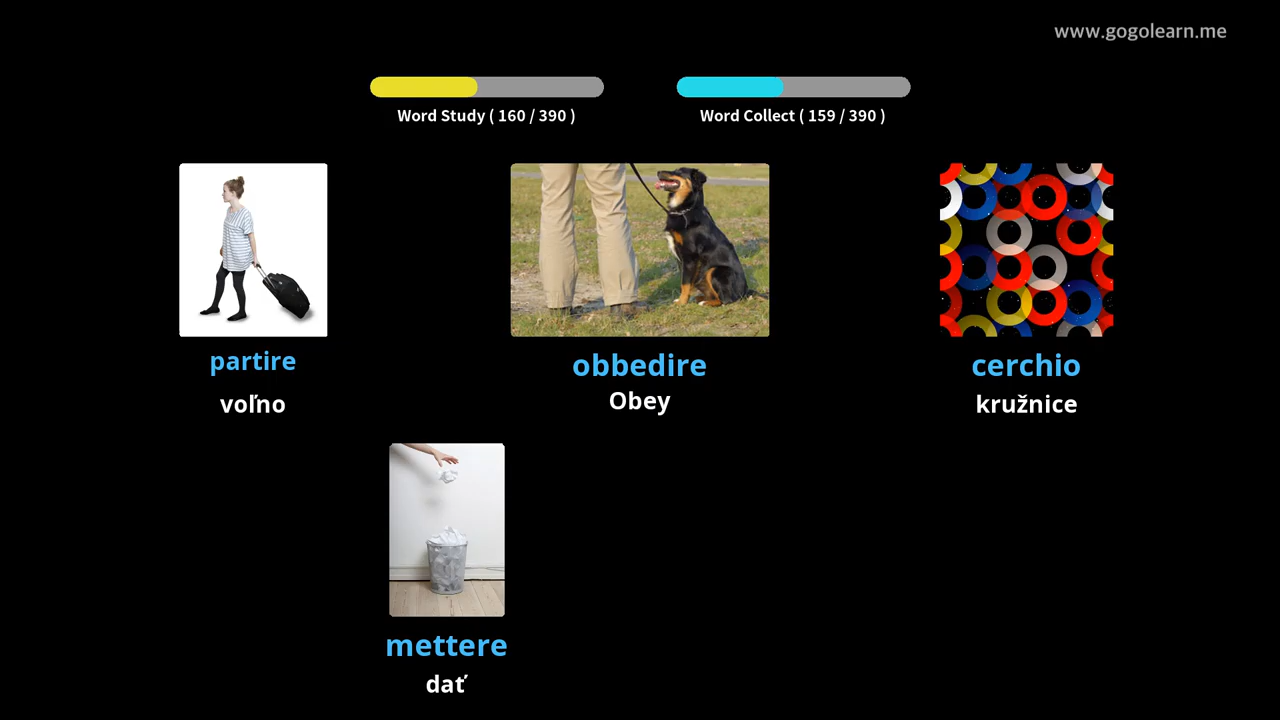 www.gogolearn.me
Word Study ( 160 / 390 )
Word Collect ( 159 / 390 )
partire
voľno
obbedire
Obey
cerchio
kružnice
mettere
dať